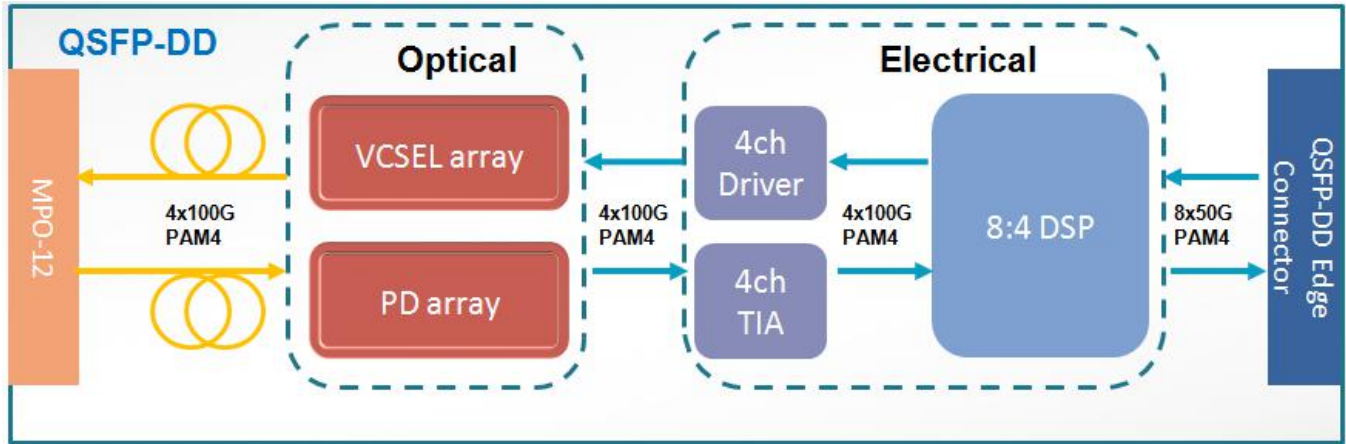 QSFP-DD
Optical
Electrical
MPO-12
4x100G
PAM4
VCSEL array
PD array
4x100G
PAM4
4ch
Driver
4ch
TIA
4x100G
PAM4
8:4 DSP
8x50G
PAM4
QSFP-DD Edge
Connector